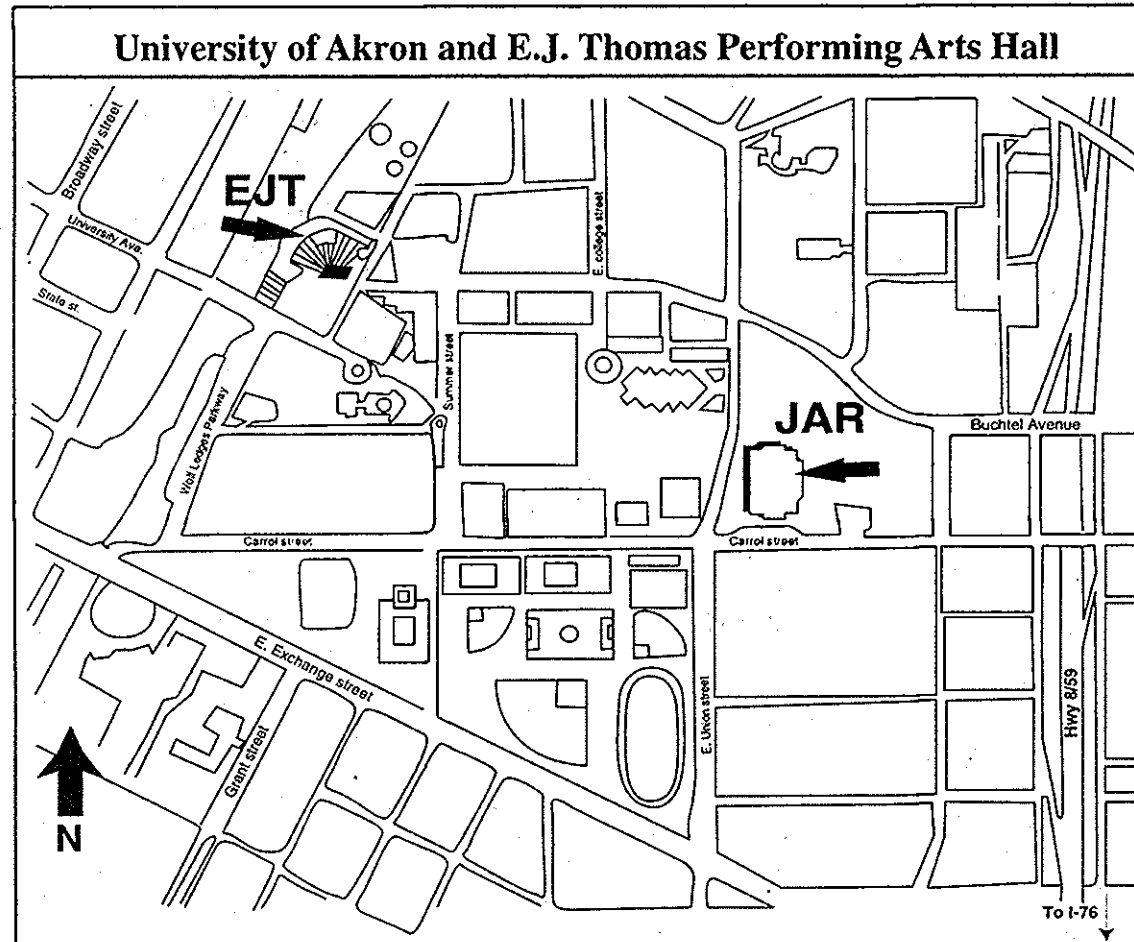 University of Akron and E.J. Thomas Performing Arts Hall
Broadway street
EJT
University Ave.
State st.
E. college street
Summer street
Wolf Ledges Parkway
JAR
Buchtel Avenue
Carrol street
Carrol street
E. Exchange street
Grant street
E. Union street
Hwy 8/59
N
To I-76